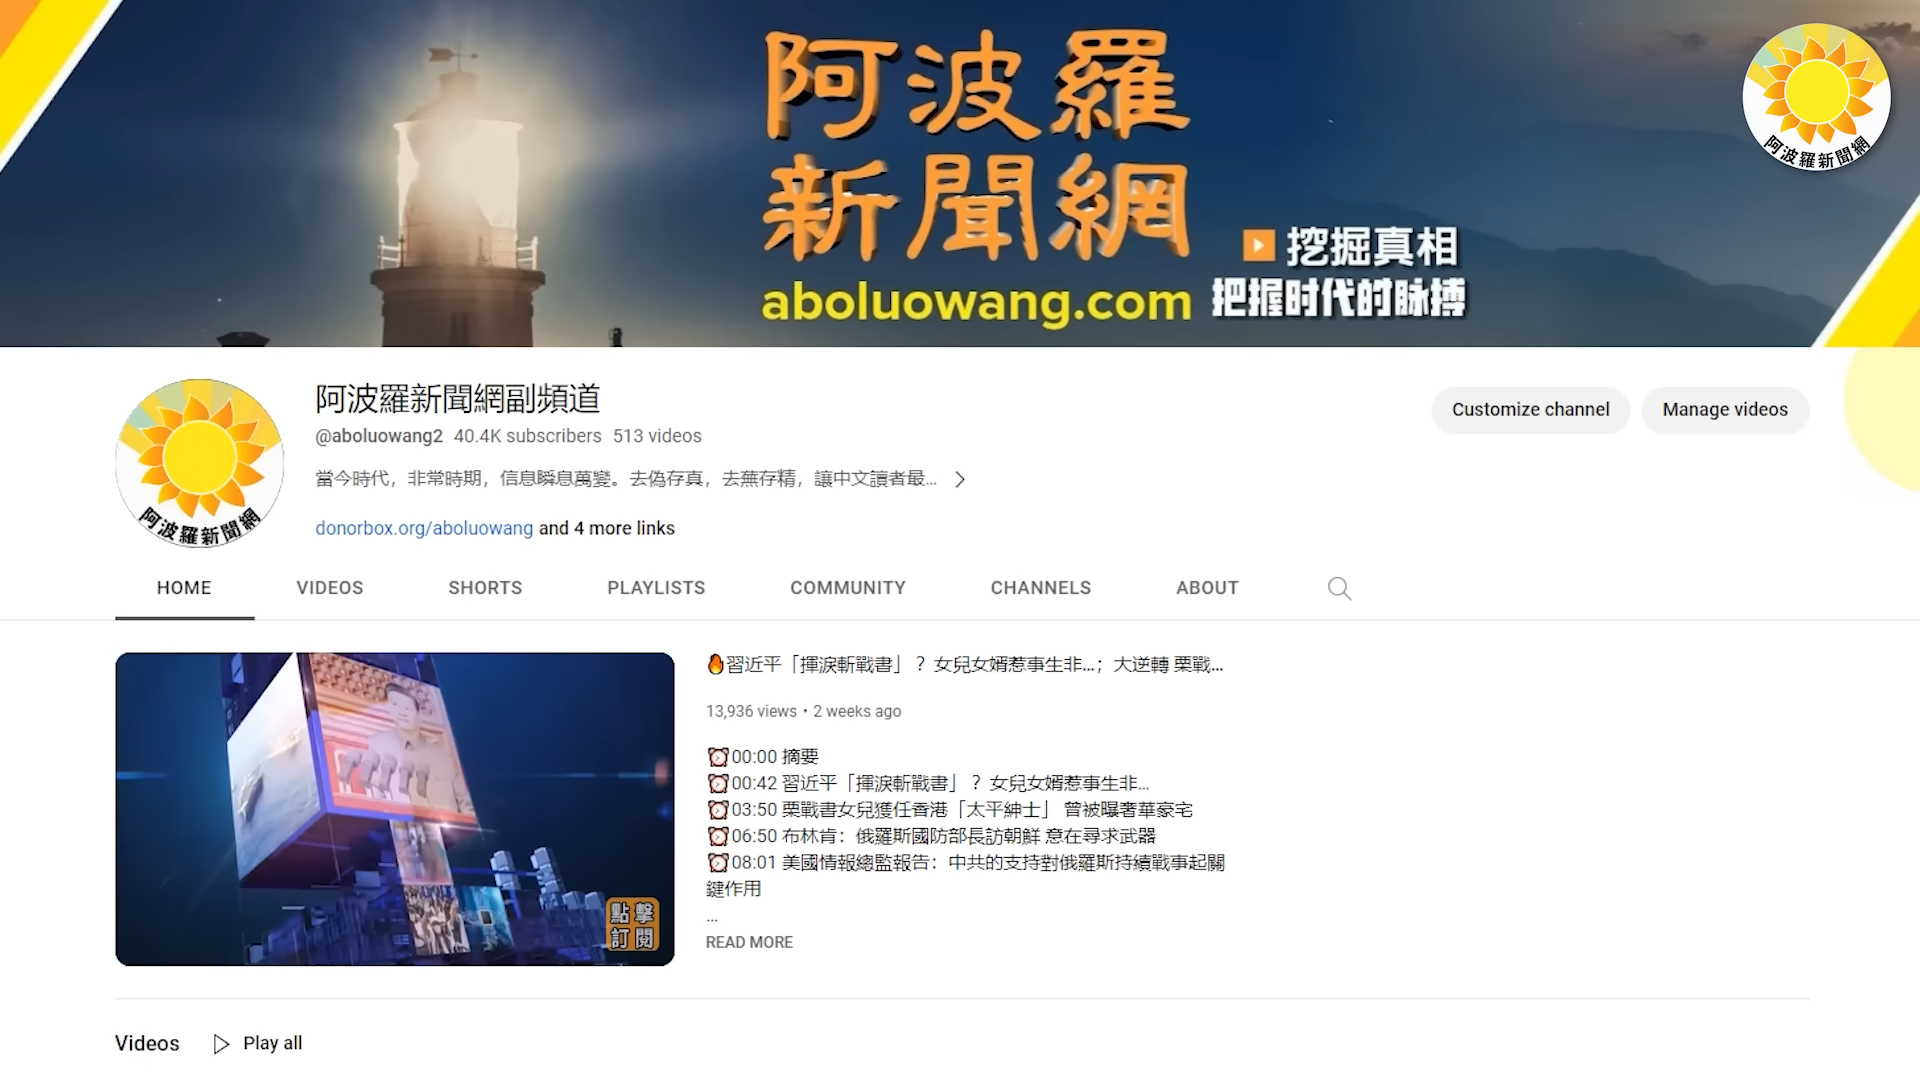 阿波羅
新聞網
aboluowang.com
挖掘真相
把握时代的脉搏
阿波羅新聞網
阿波羅新聞網
阿波羅新聞網副頻道
@aboluowang2 40.4K subscribers 513 videos
當今時代，非常時期，信息瞬息萬變。去偽存真，去蕪存精，讓中文讀者最...
donorbox.org/aboluowang and 4 more links
Customize channel
Manage videos
HOME VIDEOS SHORTS PLAYLISTS COMMUNITY CHANNELS ABOUT
點擊
訂閱
🔥習近平「揮淚斬戰書」？女兒女婿惹事生非...；大逆轉 栗戰...
13,936 views • 2 weeks ago
⏰00:00 摘要
⏰00:42 習近平「揮淚斬戰書」？女兒女婿惹事生非...
⏰03:50 栗戰書女兒獲任香港「太平紳士」 曾被曝奢華豪宅
⏰06:50 布林肯：俄羅斯國防部長訪朝鮮 意在尋求武器
⏰08:01 美國情報總監報告：中共的支持對俄羅斯持續戰事起關
鍵作用
...
READ MORE
Videos
Play all